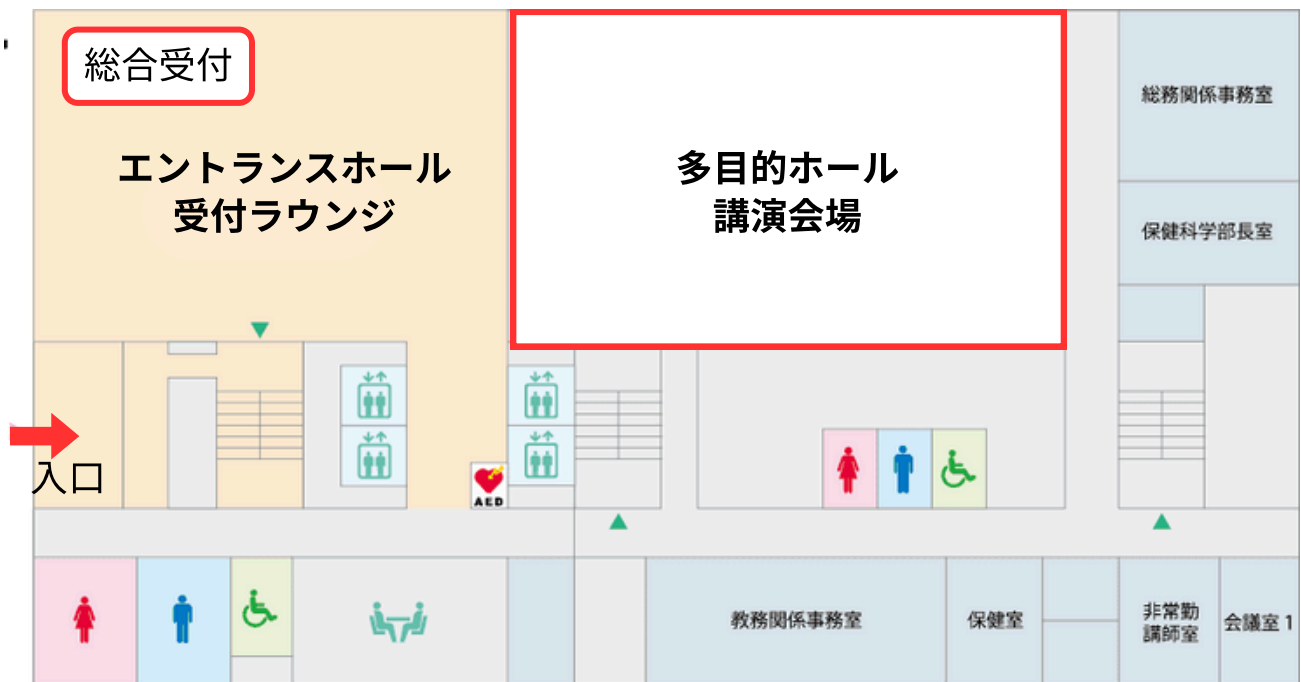 総合受付
エントランスホール
受付ラウンジ
多目的ホール
講演会場
総務関係事務室
保健科学部長室
入口
AED
教務関係事務室
保健室
非常勤
講師室
会議室1